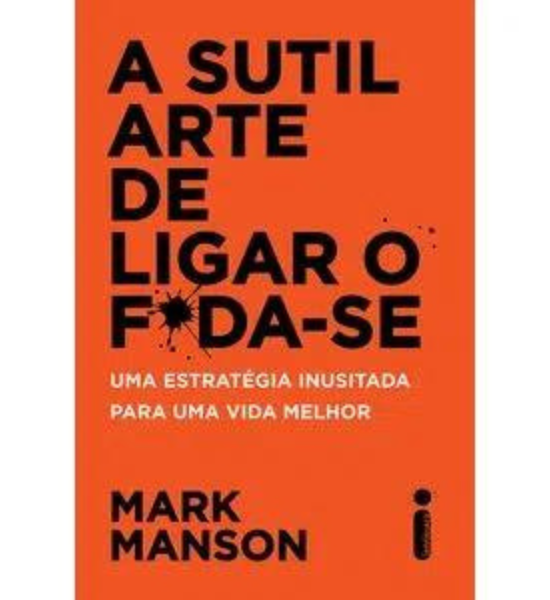 A SUTIL
ARTE
DE
LIGAR O
F*DA-SE
UMA ESTRATÉGIA INUSITADA
PARA UMA VIDA MELHOR
MARK
MANSON